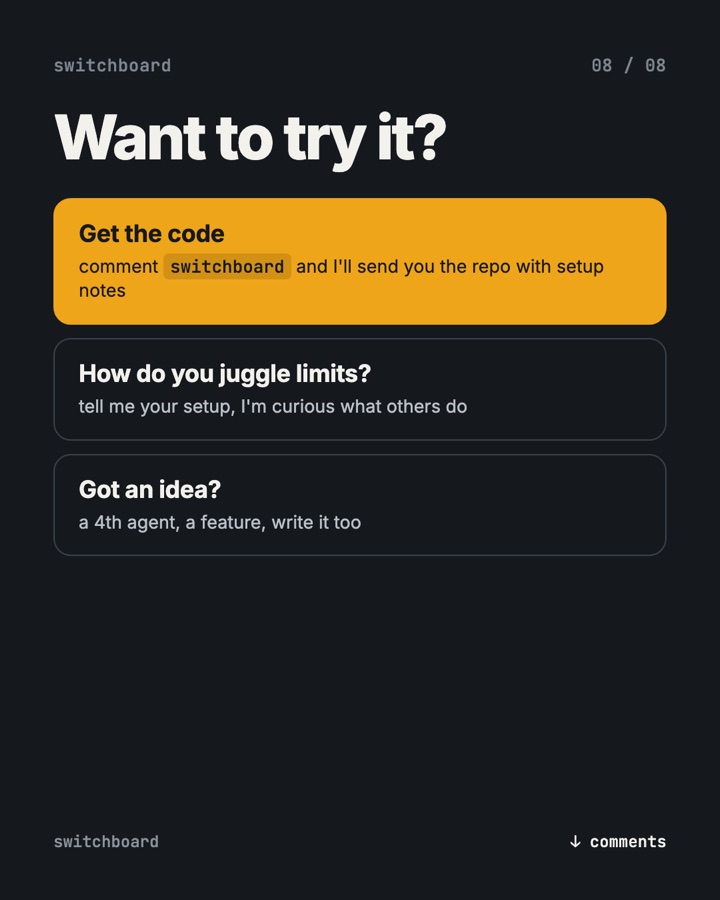 switchboard
08 / 08
Want to try it?
Get the code
comment switchboard and I'll send you the repo with setup
notes
How do you juggle limits?
tell me your setup, I'm curious what others do
Got an idea?
a 4th agent, a feature, write it too
switchboard
↓ comments